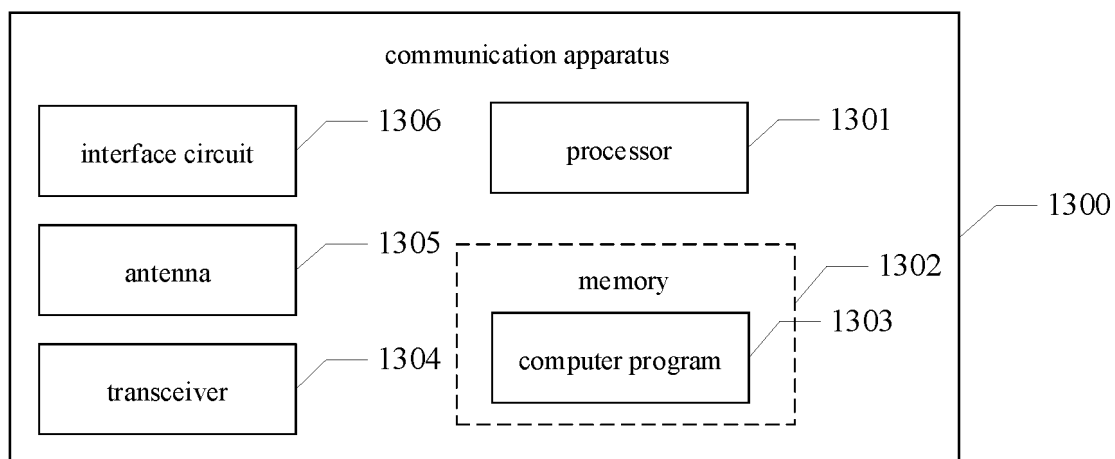 communication apparatus
interface circuit
1306
processor
1301
1300
antenna
1305
memory
1302
computer program
1303
transceiver
1304